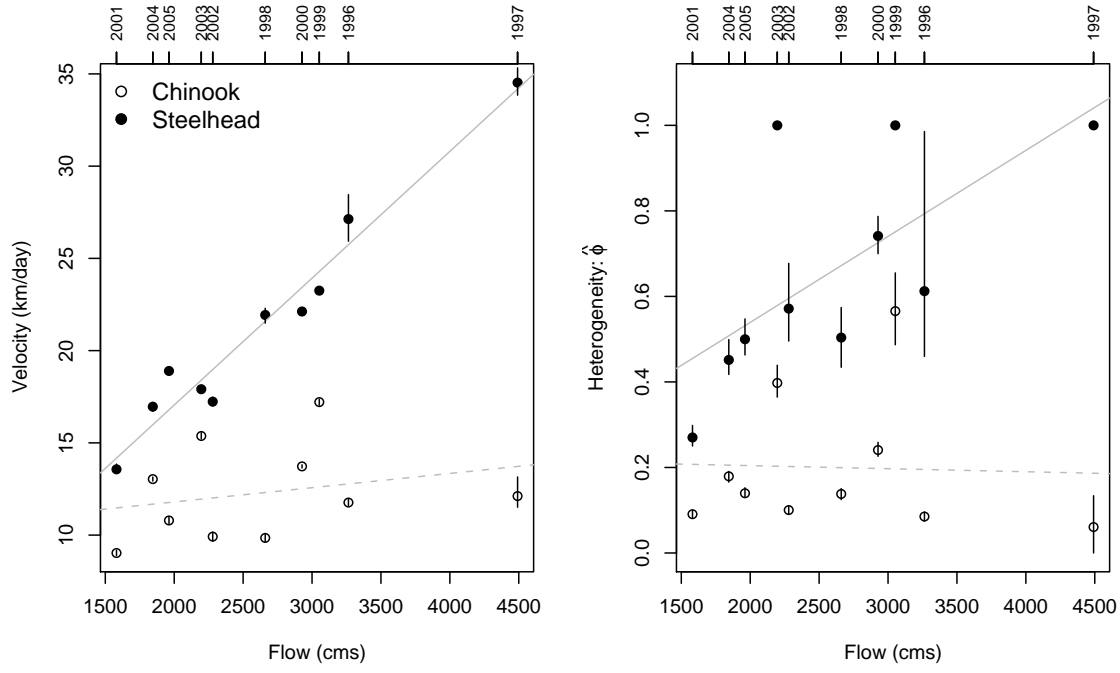 2001 2004 2005 2003 2002 1998 2000 1999 1996 1997
Chinook
Steelhead
Velocity (km/day)
35
30
25
20
15
10
1500 2000 2500 3000 3500 4000 4500
Flow (cms)
2001 2004 2005 2003 2002 1998 2000 1999 1996 1997
Heterogeneity: φ̂
1.0
0.8
0.6
0.4
0.2
0.0
1500 2000 2500 3000 3500 4000 4500
Flow (cms)